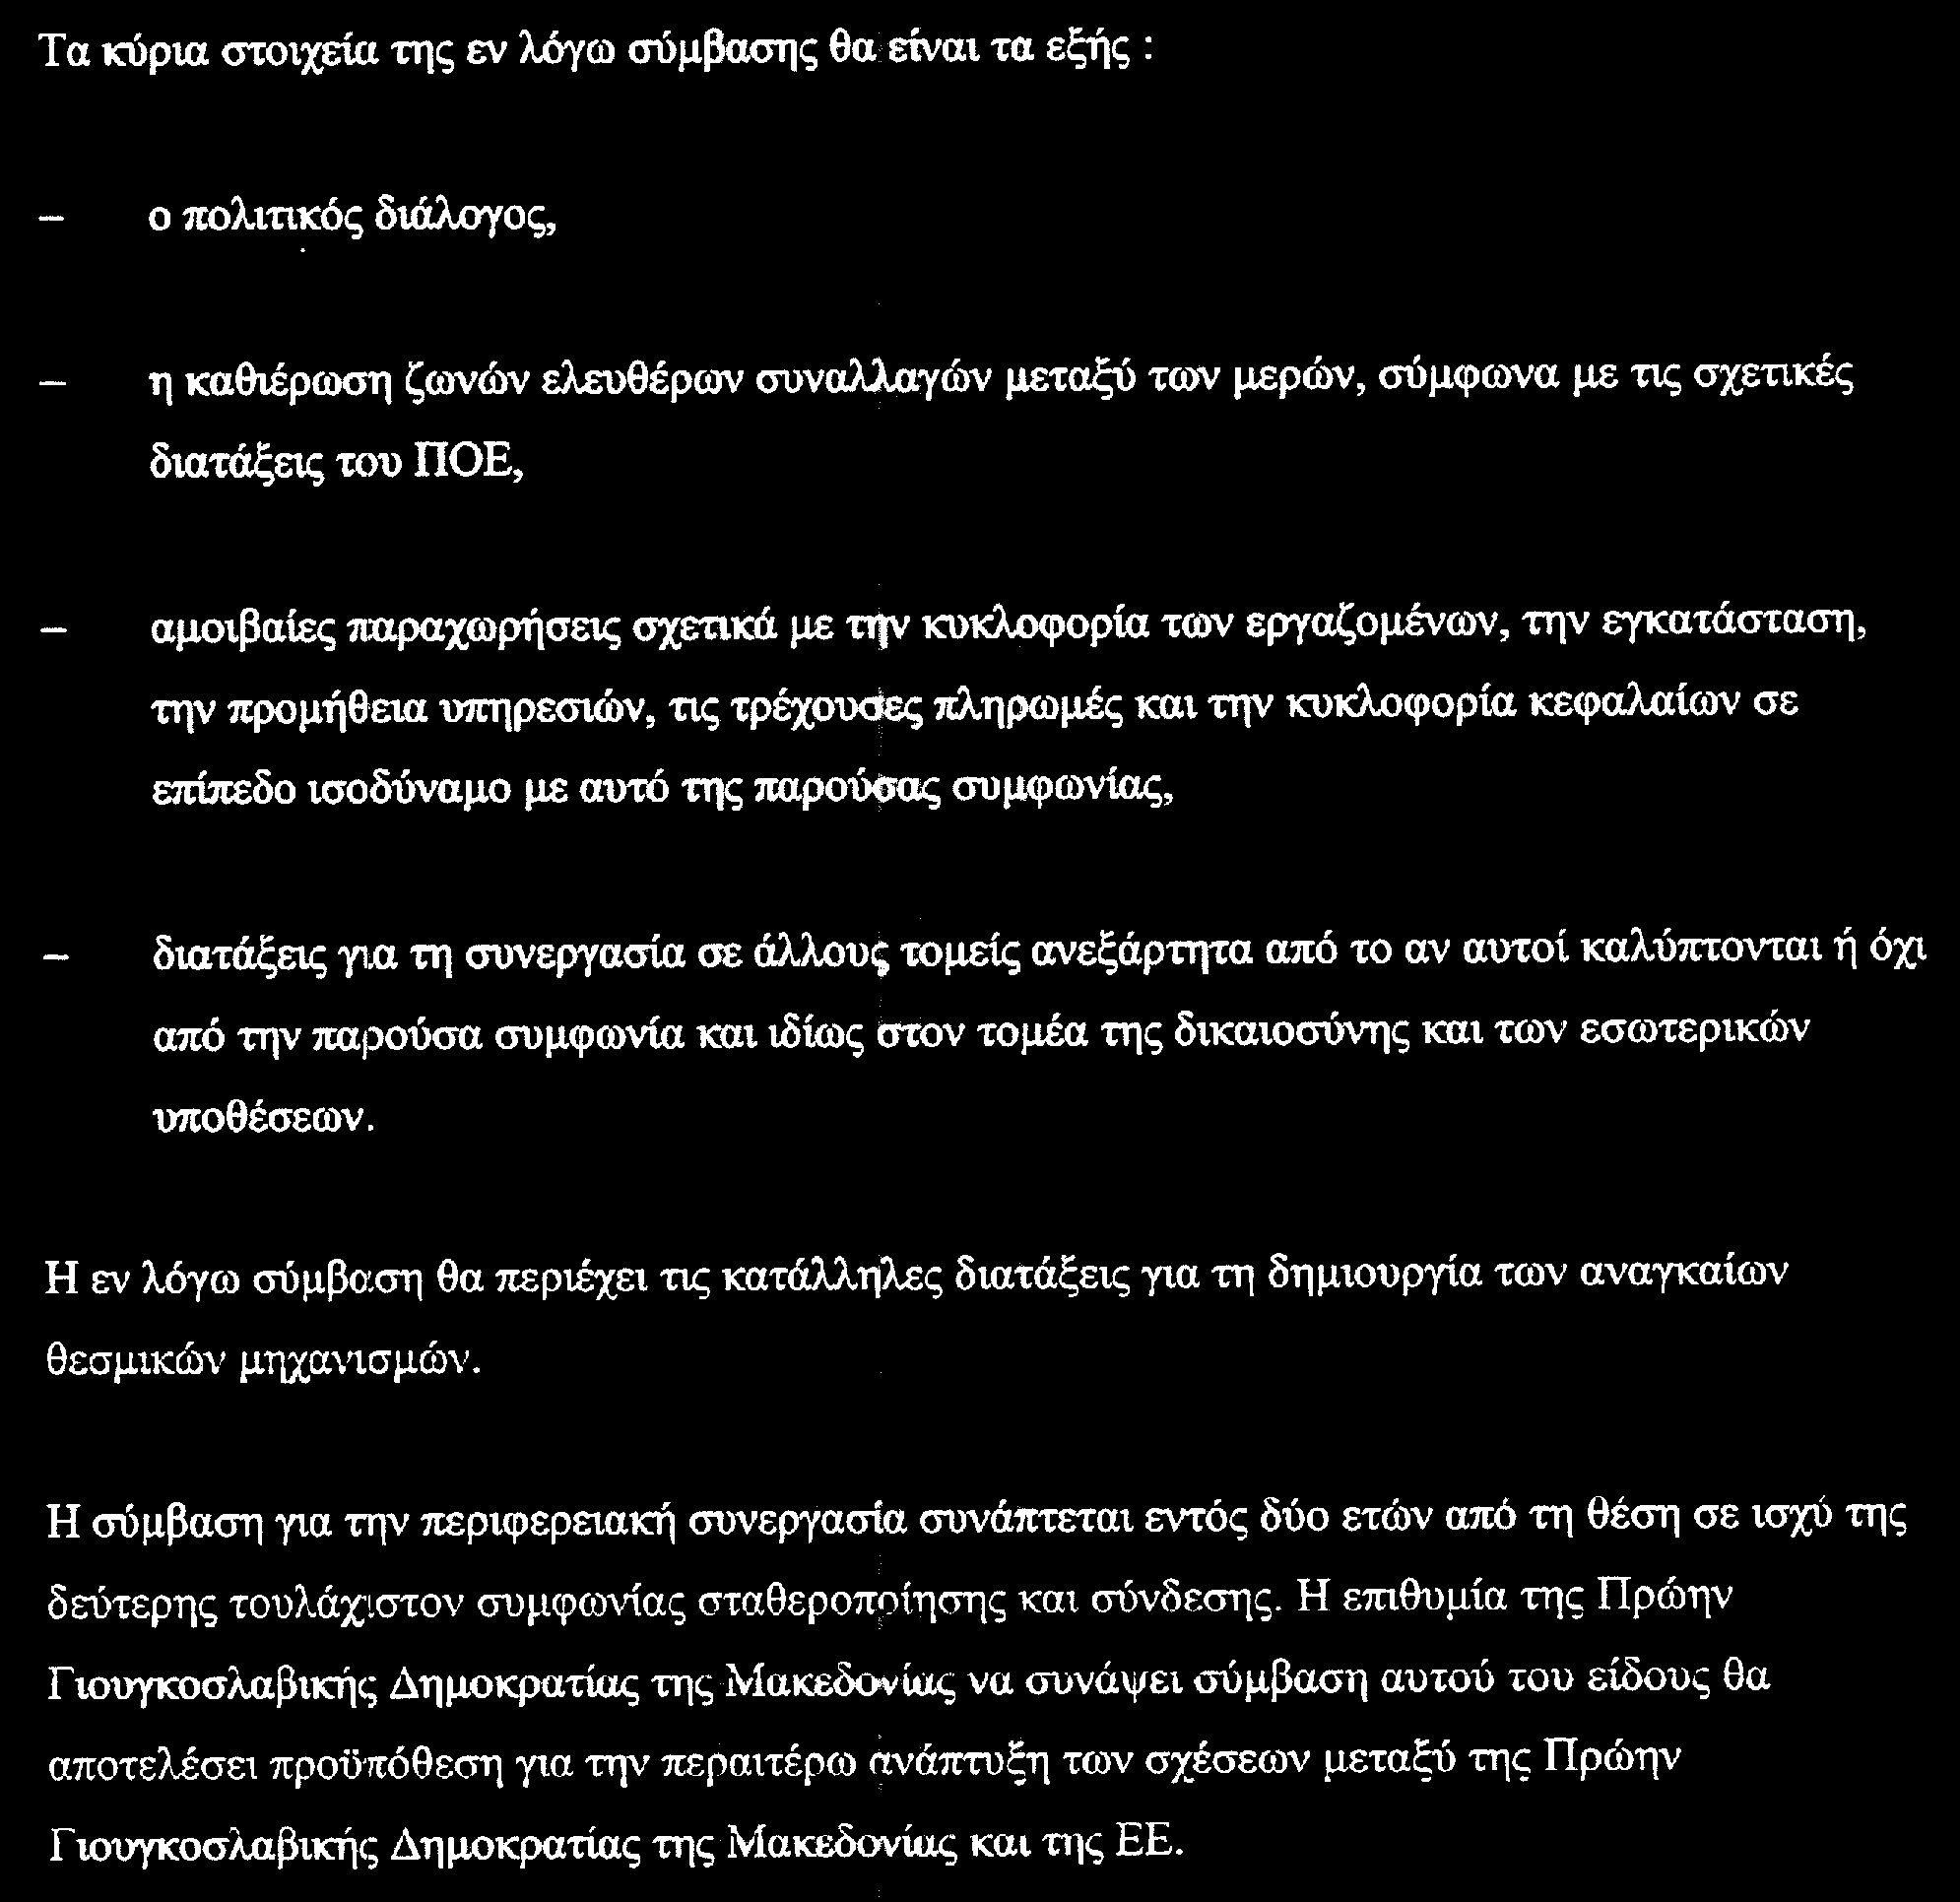 Τα κύρια στοιχεία της εν λόγω σύμβασης θα είναι τα εξής :
– ο πολιτικός διάλογος,
– η καθιέρωση ζωνών ελευθέρων συναλλαγών μεταξύ των μερών, σύμφωνα με τις σχετικές
διατάξεις του ΠΟΕ,
– αμοιβαίες παραχωρήσεις σχετικά με την κυκλοφορία των εργαζομένων, την εγκατάσταση,
την προμήθεια υπηρεσιών, τις τρέχουσες πληρωμές και την κυκλοφορία κεφαλαίων σε
επίπεδο ισοδύναμο με αυτό της παρούσας συμφωνίας,
– διατάξεις για τη συνεργασία σε άλλους τομείς ανεξάρτητα από το αν αυτοί καλύπτονται ή όχι
από την παρούσα συμφωνία και ιδίως στον τομέα της δικαιοσύνης και των εσωτερικών
υποθέσεων.
Η εν λόγω σύμβαση θα περιέχει τις κατάλληλες διατάξεις για τη δημιουργία των αναγκαίων
θεσμικών μηχανισμών.
Η σύμβαση για την περιφερειακή συνεργασία συνάπτεται εντός δύο ετών από τη θέση σε ισχύ της
δεύτερης τουλάχιστον συμφωνίας σταθεροποίησης και σύνδεσης. Η επιθυμία της Πρώην
Γιουγκοσλαβικής Δημοκρατίας της Μακεδονίας να συνάψει σύμβαση αυτού του είδους θα
αποτελέσει προϋπόθεση για την περαιτέρω ανάπτυξη των σχέσεων μεταξύ της Πρώην
Γιουγκοσλαβικής Δημοκρατίας της Μακεδονίας και της ΕΕ.